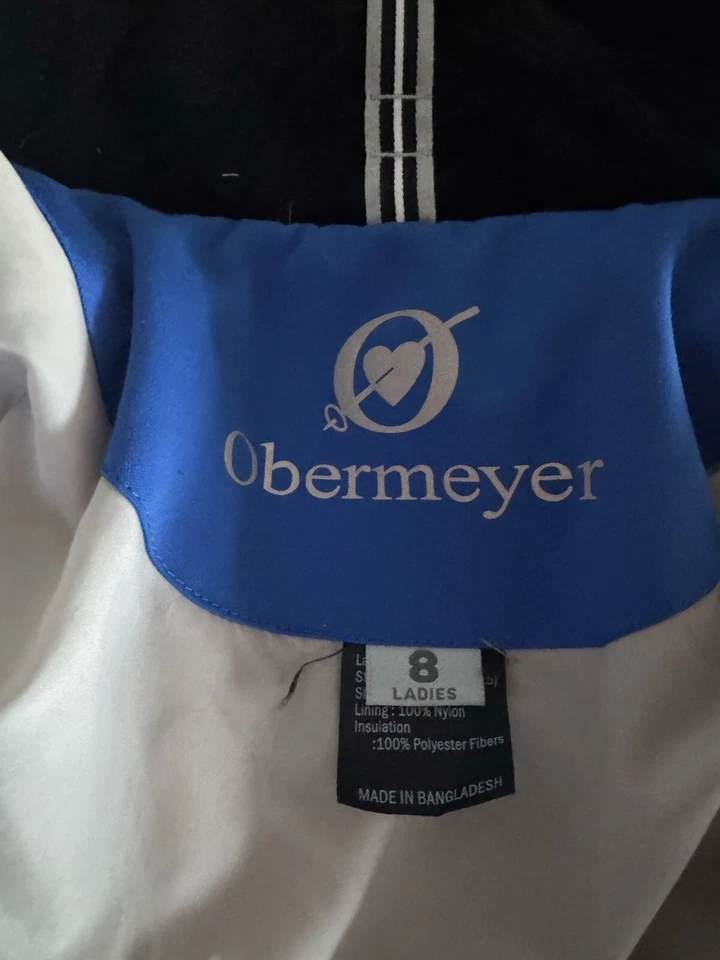 Obermeyer
8
LADIES
Lining: 100% Nylon
Insulation
:100% Polyester Fibers
MADE IN BANGLADESH